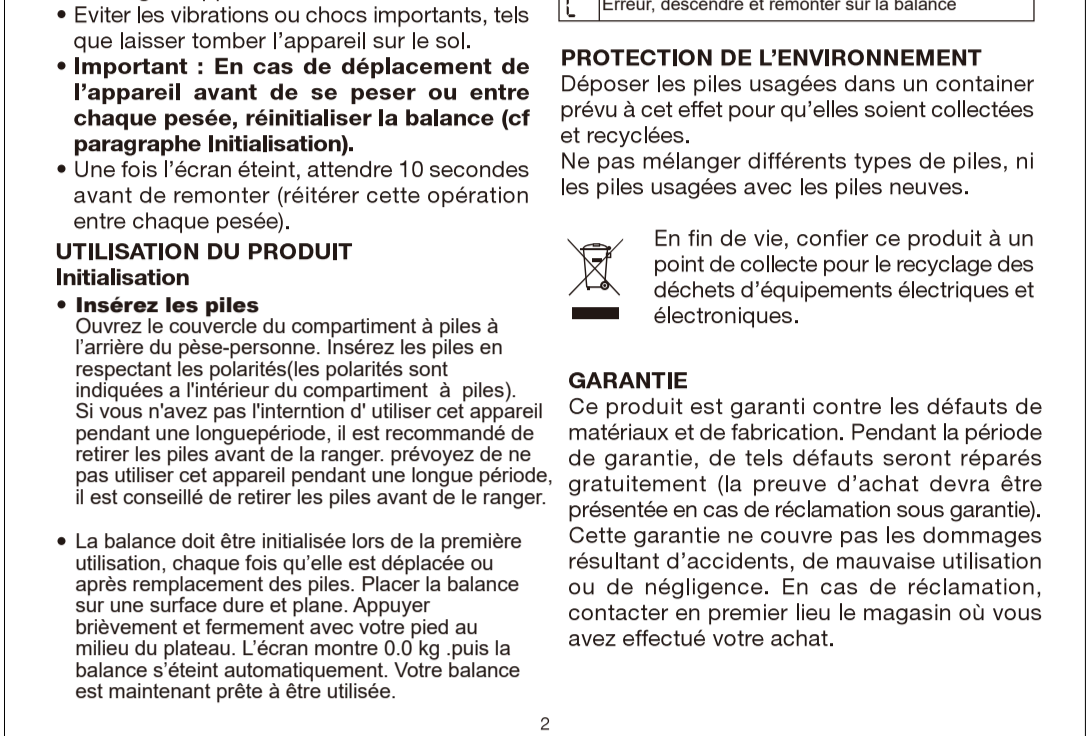 • Eviter les vibrations ou chocs importants, tels
que laisser tomber l’appareil sur le sol.
• Important : En cas de déplacement de
l’appareil avant de se peser ou entre
chaque pesée, réinitialiser la balance (cf
paragraphe Initialisation).
• Une fois l’écran éteint, attendre 10 secondes
avant de remonter (réitérer cette opération
entre chaque pesée).
UTILISATION DU PRODUIT
Initialisation
• Insérez les piles
Ouvrez le couvercle du compartiment à piles à
l’arrière du pèse-personne. Insérez les piles en
respectant les polarités(les polarités sont
indiquées a l'intérieur du compartiment à piles).
Si vous n'avez pas l'interntion d' utiliser cet appareil
pendant une longuepériode, il est recommandé de
retirer les piles avant de la ranger. prévoyez de ne
pas utiliser cet appareil pendant une longue période,
il est conseillé de retirer les piles avant de le ranger.
• La balance doit être initialisée lors de la première
utilisation, chaque fois qu’elle est déplacée ou
après remplacement des piles. Placer la balance
sur une surface dure et plane. Appuyer
brièvement et fermement avec votre pied au
milieu du plateau. L’écran montre 0.0 kg .puis la
balance s’éteint automatiquement. Votre balance
est maintenant prête à être utilisée.
Erreur, descendre et remonter sur la balance
PROTECTION DE L’ENVIRONNEMENT
Déposer les piles usagées dans un container
prévu à cet effet pour qu’elles soient collectées
et recyclées.
Ne pas mélanger différents types de piles, ni
les piles usagées avec les piles neuves.
En fin de vie, confier ce produit à un
point de collecte pour le recyclage des
déchets d’équipements électriques et
électroniques.
GARANTIE
Ce produit est garanti contre les défauts de
matériaux et de fabrication. Pendant la période
de garantie, de tels défauts seront réparés
gratuitement (la preuve d’achat devra être
présentée en cas de réclamation sous garantie).
Cette garantie ne couvre pas les dommages
résultant d’accidents, de mauvaise utilisation
ou de négligence. En cas de réclamation,
contacter en premier lieu le magasin où vous
avez effectué votre achat.
2